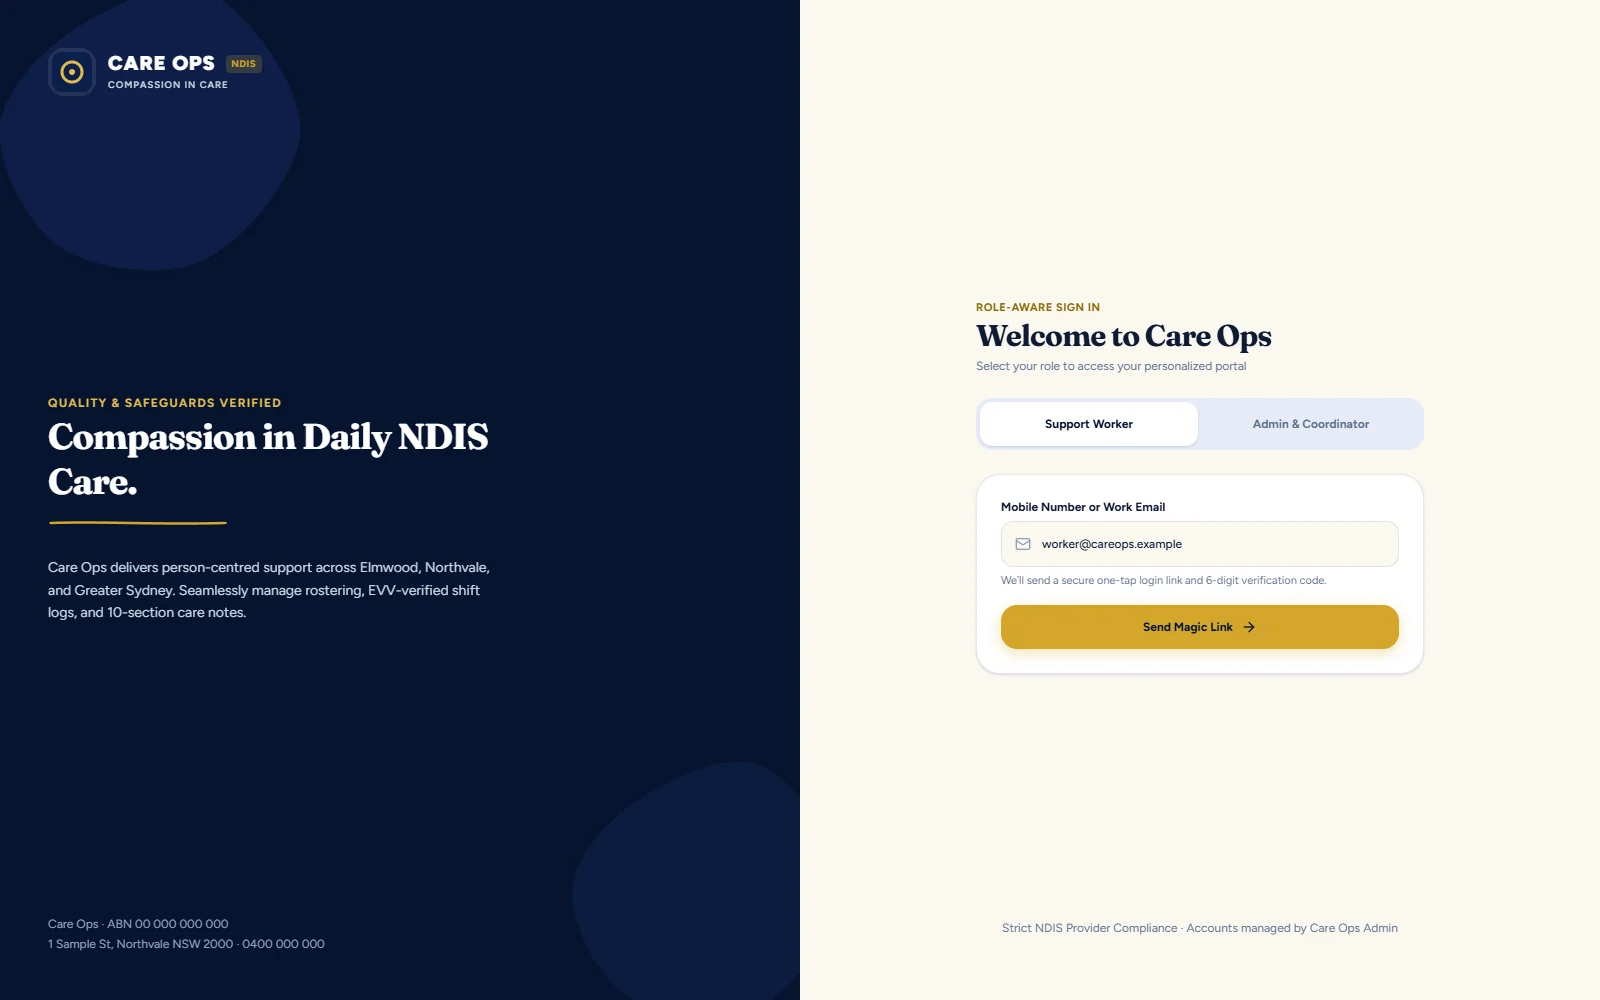 CARE OPS NDIS
COMPASSION IN CARE
QUALITY & SAFEGUARDS VERIFIED
Compassion in Daily NDIS
Care.
Care Ops delivers person-centred support across Elmwood, Northvale,
and Greater Sydney. Seamlessly manage rostering, EVV-verified shift
logs, and 10-section care notes.
Care Ops · ABN 00 000 000 000
1 Sample St, Northvale NSW 2000 · 0400 000 000
ROLE-AWARE SIGN IN
Welcome to Care Ops
Select your role to access your personalized portal
Support Worker
Admin & Coordinator
Mobile Number or Work Email
worker@careops.example
We'll send a secure one-tap login link and 6-digit verification code.
Send Magic Link →
Strict NDIS Provider Compliance · Accounts managed by Care Ops Admin